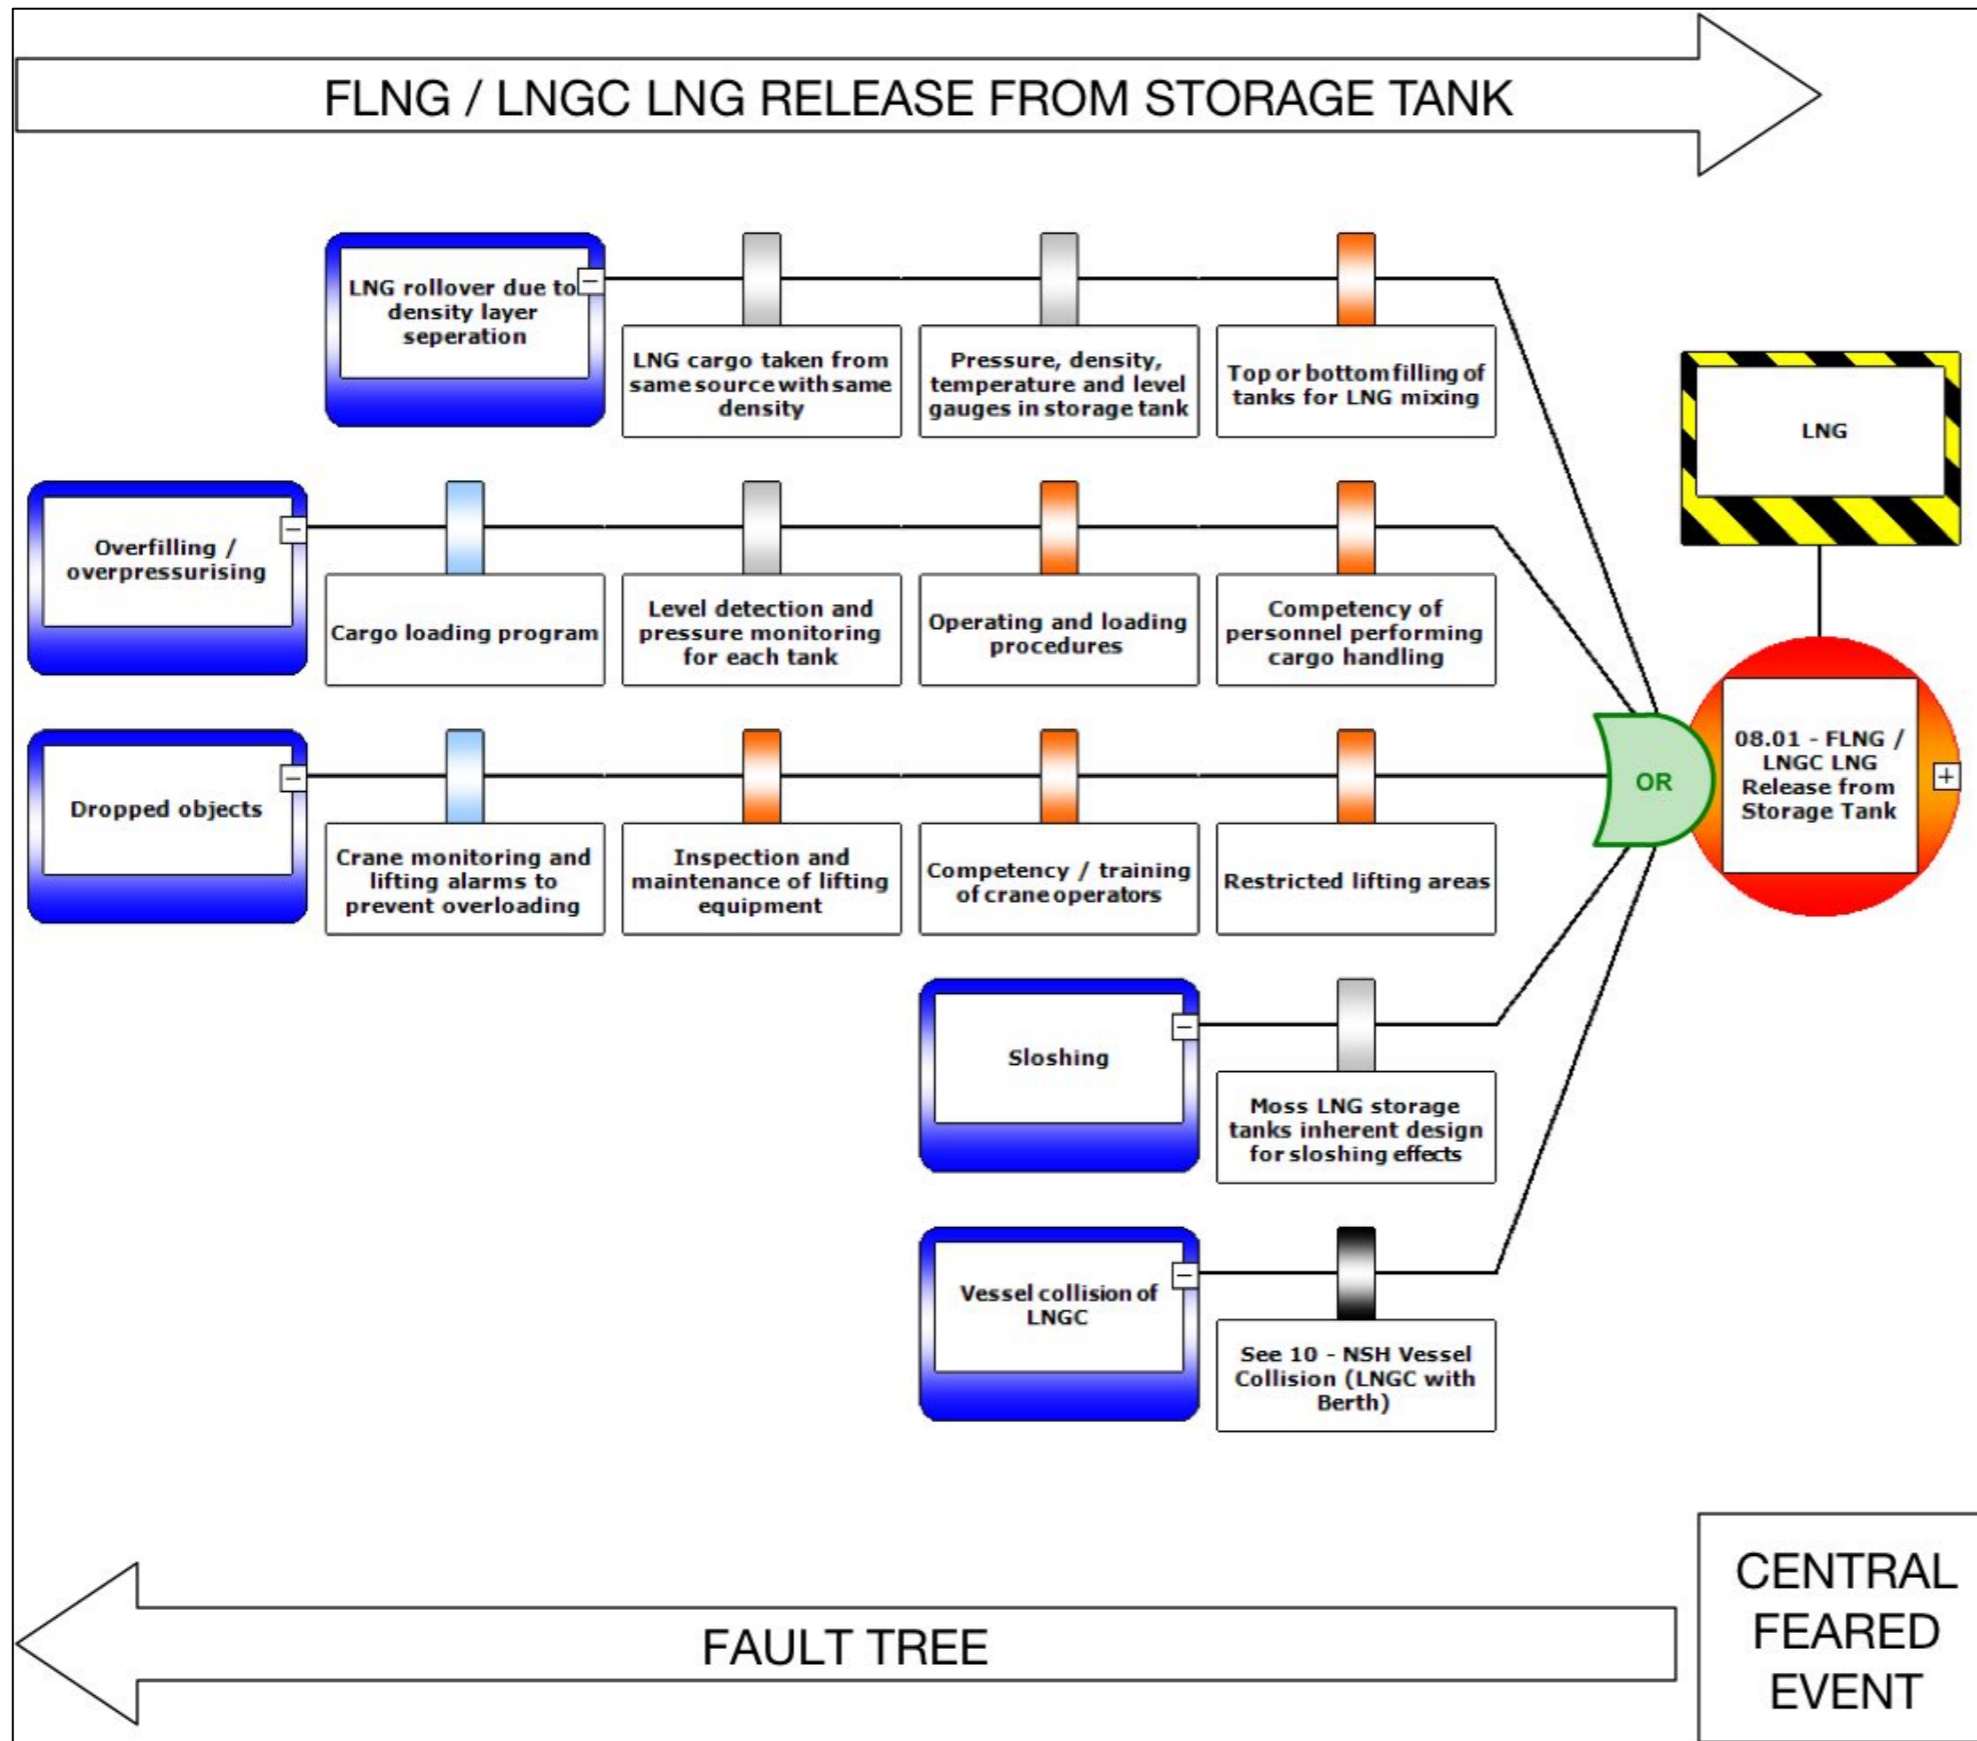 FLNG / LNGC LNG RELEASE FROM STORAGE TANK
LNG rollover due to
density layer
seperation
LNG cargo taken from
same source with same
density
Pressure, density,
temperature and level
gauges in storage tank
Top or bottom filling of
tanks for LNG mixing
LNG
Overfilling /
overpressurising
Cargo loading program
Level detection and
pressure monitoring
for each tank
Operating and loading
procedures
Competency of
personnel performing
cargo handling
Dropped objects
Crane monitoring and
lifting alarms to
prevent overloading
Inspection and
maintenance of lifting
equipment
Competency / training
of crane operators
Restricted lifting areas
OR
08.01 - FLNG /
LNGC LNG
Release from
Storage Tank
Sloshing
Moss LNG storage
tanks inherent design
for sloshing effects
Vessel collision of
LNGC
See 10 - NSH Vessel
Collision (LNGC with
Berth)
FAULT TREE
CENTRAL
FEARED
EVENT